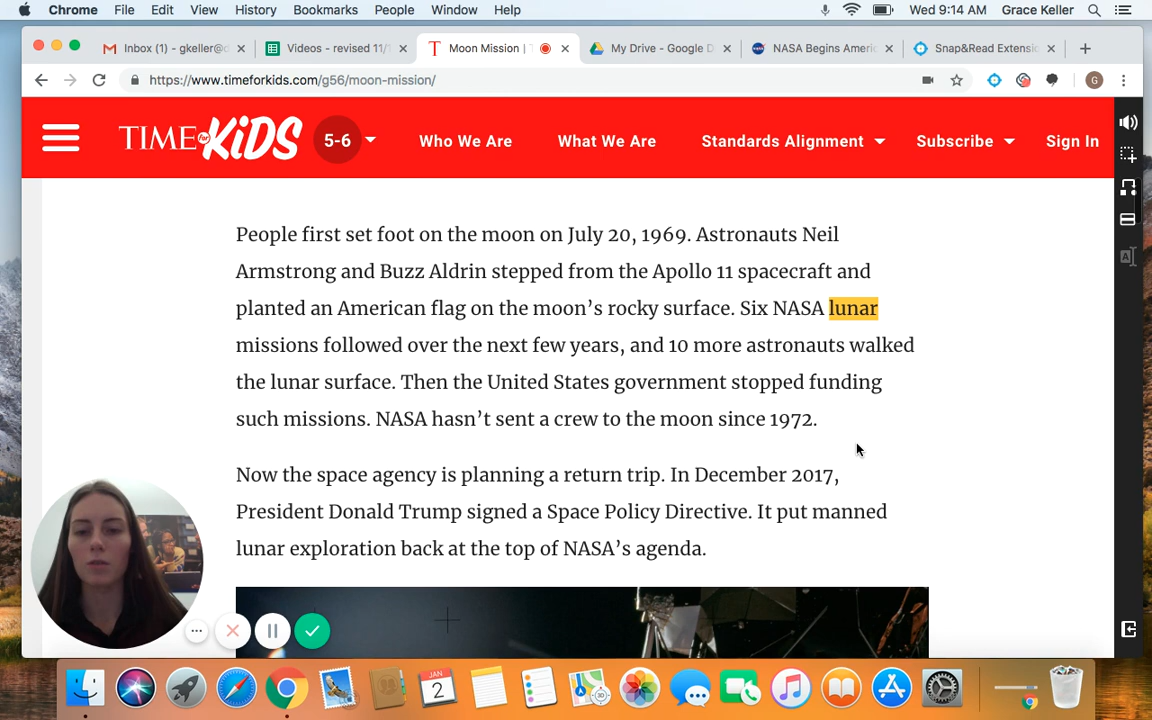 Chrome File Edit View History Bookmarks People Window Help Wed 9:14 AM Grace Keller
Inbox (1) - gkeller@d Videos - revised 11/1 Moon Mission | My Drive - Google D NASA Begins Ameri Snap&Read Extensi
https://www.timeforkids.com/g56/moon-mission/ G
TIME for KiDS 5-6 Who We Are What We Are Standards Alignment Subscribe Sign In
People first set foot on the moon on July 20, 1969. Astronauts Neil
Armstrong and Buzz Aldrin stepped from the Apollo 11 spacecraft and
planted an American flag on the moon’s rocky surface. Six NASA lunar
missions followed over the next few years, and 10 more astronauts walked
the lunar surface. Then the United States government stopped funding
such missions. NASA hasn’t sent a crew to the moon since 1972.
Now the space agency is planning a return trip. In December 2017,
President Donald Trump signed a Space Policy Directive. It put manned
lunar exploration back at the top of NASA’s agenda.
JAN
2